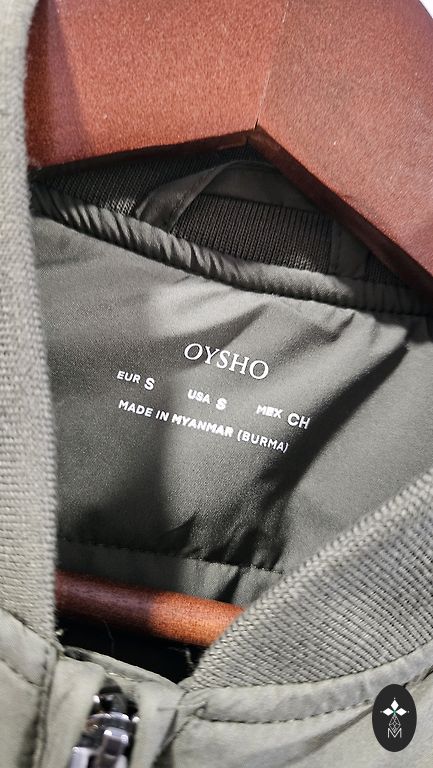 OYSHO
EUR S USA S MEX CH
MADE IN MYANMAR (BURMA)
M